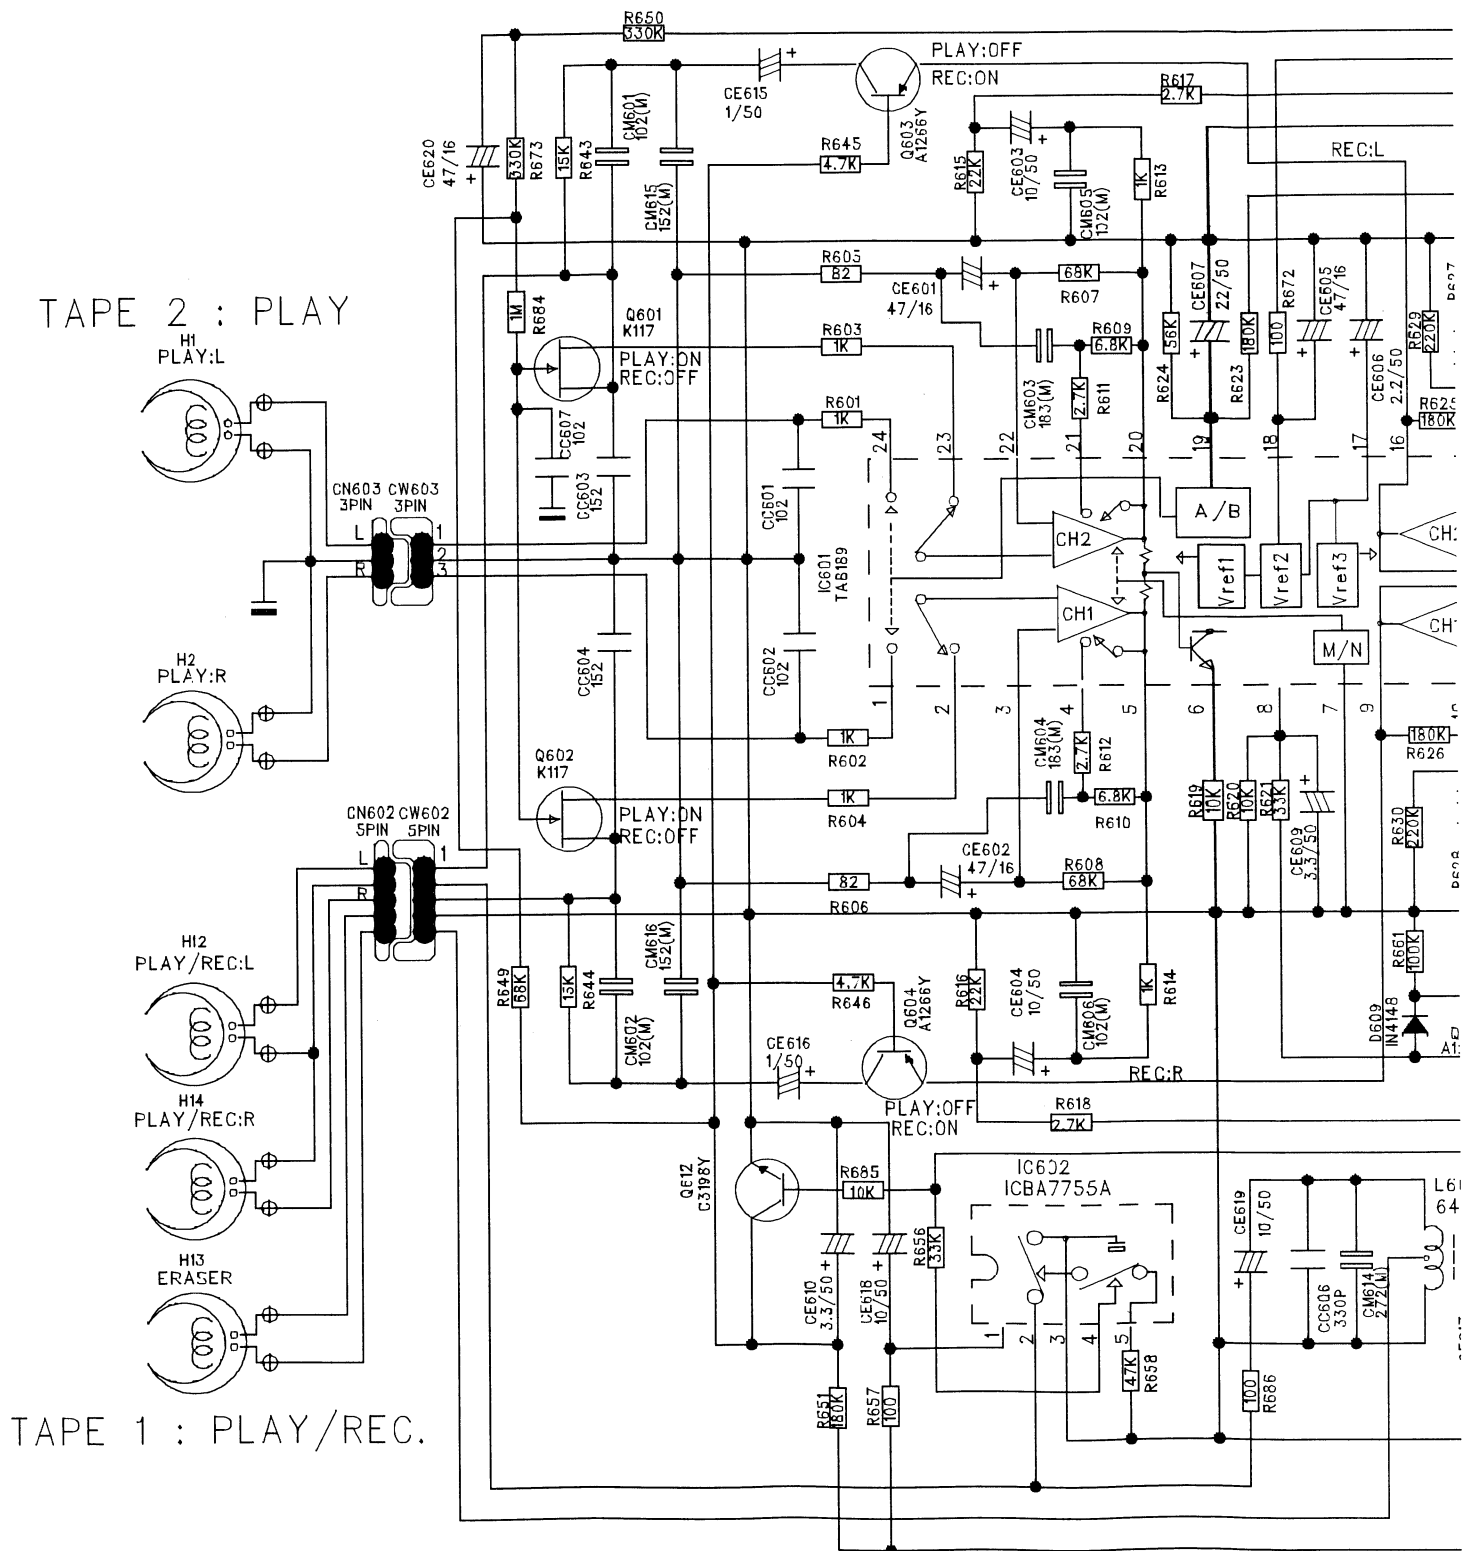 R650
330K
PLAY:OFF
REC:ON
CE615
1/50
CM601
102(M)
R617
2.7K
CE620
47/16
330K
R673
15K
R643
CM615
152(M)
R645
4.7K
Q603
A1266Y
R615
22K
CE603
10/50
CM605
102(M)
1K
R613
REC:L
TAPE 2 : PLAY
H1
PLAY:L
1M
R684
Q601
K117
PLAY:ON
REC:OFF
R605
82
CE601
47/16
68K
R607
R603
1K
R609
6.8K
CM603
183(M)
2.7K
R611
56K
R624
CE607
22/50
180K
R623
100
R672
CE605
47/16
CE606
2.2/50
R629
220K
R627
R625
180K
R601
1K
CC607
102
CC603
152
CC601
102
24
23
22
21
20
19
18
17
16
CN603
3PIN
CW603
3PIN
L
R
1
2
3
IC601
TAB189
CH2
CH1
A/B
Vref1
Vref2
Vref3
M/N
H2
PLAY:R
CC604
152
CC602
102
1
2
3
4
5
6
8
7
9
Q602
K117
PLAY:ON
REC:OFF
1K
R602
1K
R604
CM604
183(M)
2.7K
R612
6.8K
R610
R619
10K
R620
10K
R621
33K
CE609
3.3/50
180K
R626
R630
220K
R628
CN602
5PIN
CW602
5PIN
L
R
1
82
R606
CE602
47/16
R608
68K
H12
PLAY/REC:L
R649
68K
15K
R644
CM616
152(M)
CM602
102(M)
4.7K
R646
Q604
A1266Y
R616
22K
CE604
10/50
CM606
102(M)
1K
R614
R661
100K
D609
IN4148
CE616
1/50
REC:R
PLAY:OFF
REC:ON
H14
PLAY/REC:R
R618
2.7K
Q612
C3198Y
R685
10K
IC602
ICBA7755A
R656
33K
CE610
3.3/50
CE618
10/50
1
2
3
4
5
CE619
10/50
CC606
330P
CM614
272(M)
H13
ERASER
R651
180K
R657
100
47K
R658
100
R686
TAPE 1 : PLAY/REC.